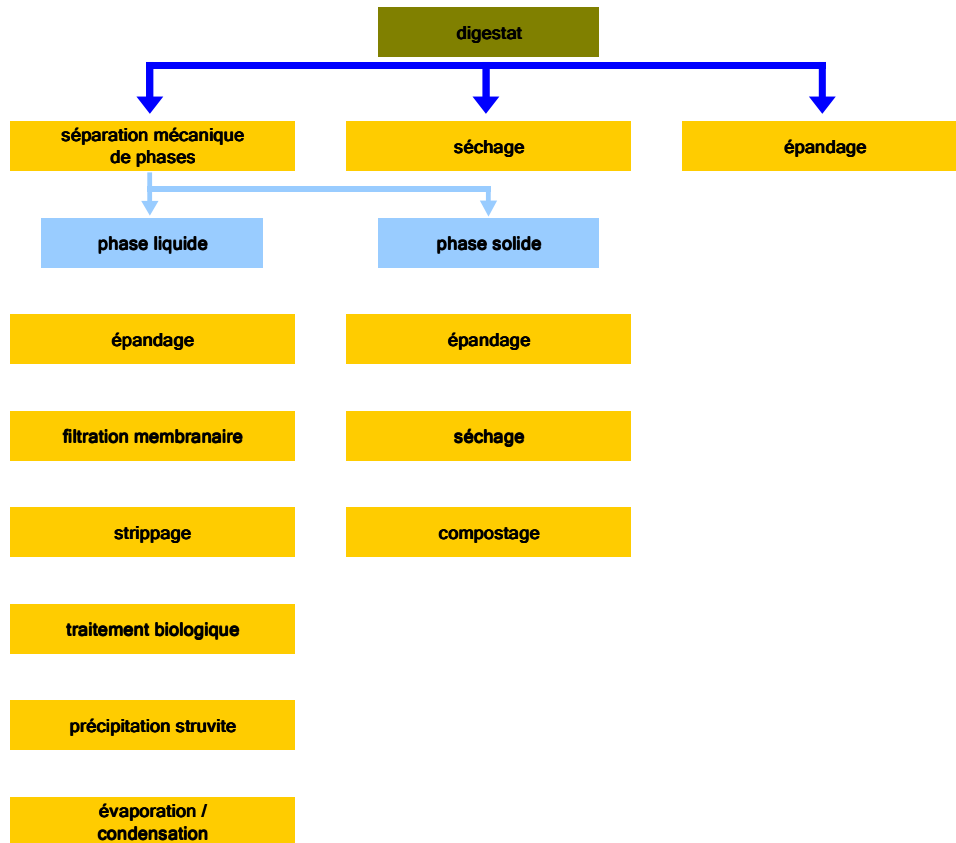 digestat
séparation mécanique
de phases
séchage
épandage
phase liquide
phase solide
épandage
épandage
filtration membranaire
séchage
strippage
compostage
traitement biologique
précipitation struvite
évaporation /
condensation